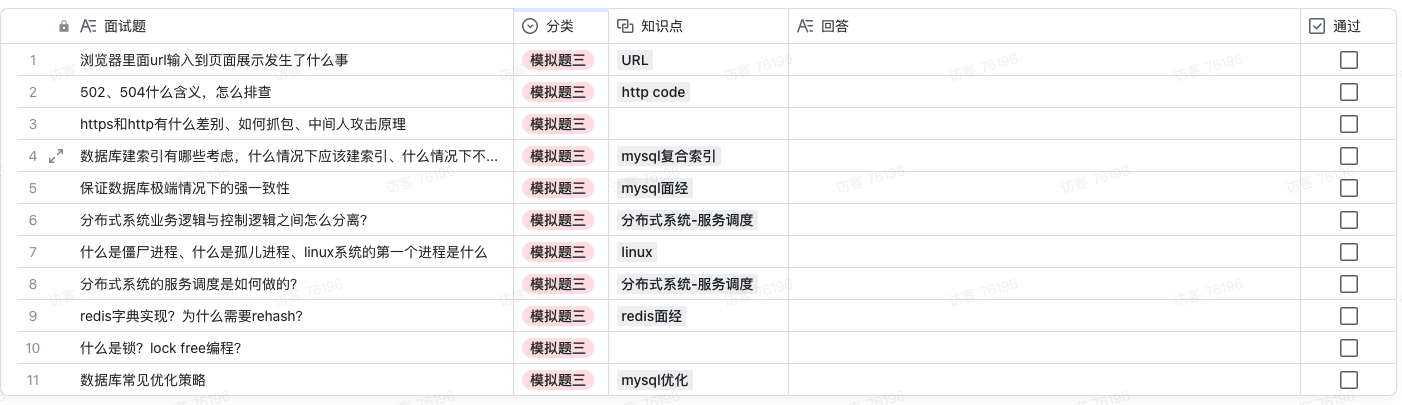 面试题 分类 知识点 回答 通过
1 浏览器里面url输入到页面展示发生了什么事 模拟题三 URL
2 502、504什么含义，怎么排查 模拟题三 http code
3 https和http有什么差别、如何抓包、中间人攻击原理 模拟题三
4 数据库建索引有哪些考虑，什么情况下应该建索引、什么情况下不... 模拟题三 mysql复合索引
5 保证数据库极端情况下的强一致性 模拟题三 mysql面经
6 分布式系统业务逻辑与控制逻辑之间怎么分离？ 模拟题三 分布式系统-服务调度
7 什么是僵尸进程、什么是孤儿进程、linux系统的第一个进程是什么 模拟题三 linux
8 分布式系统的服务调度是如何做的？ 模拟题三 分布式系统-服务调度
9 redis字典实现？为什么需要rehash？ 模拟题三 redis面经
10 什么是锁？lock free编程？ 模拟题三
11 数据库常见优化策略 模拟题三 mysql优化
访客 76196